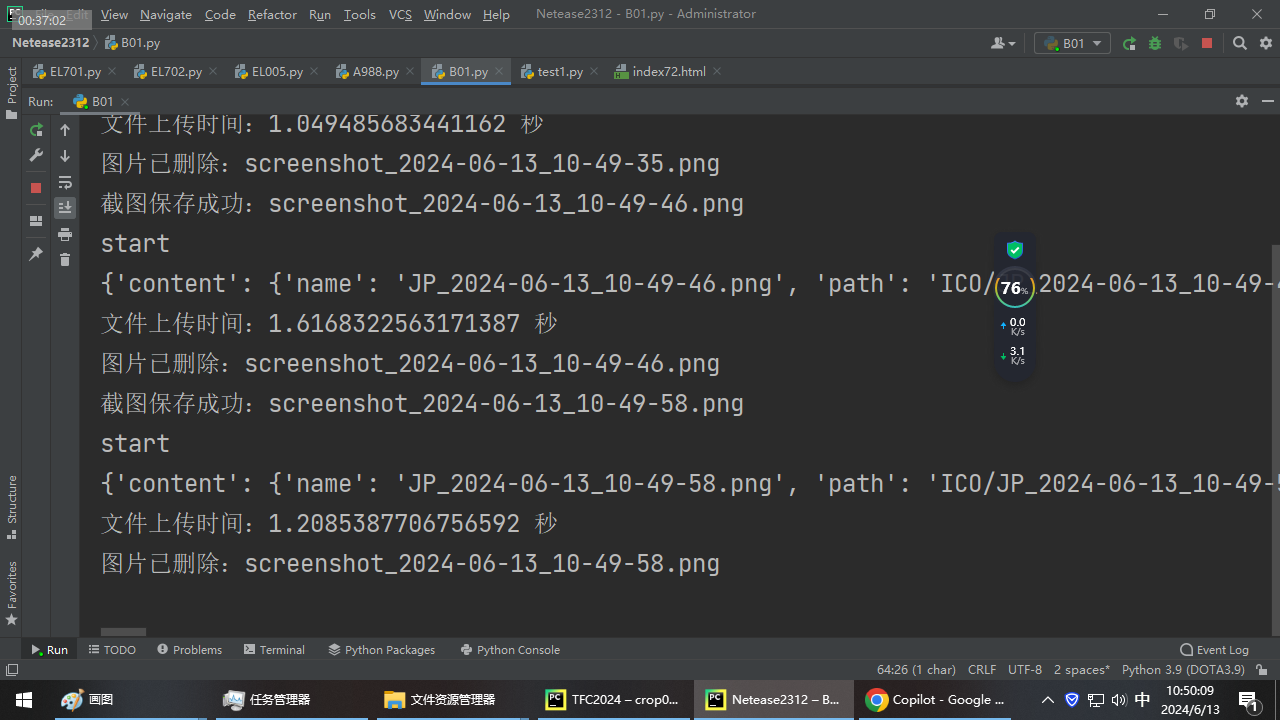 00:37:02
File Edit View Navigate Code Refactor Run Tools VCS Window Help Netease2312 - B01.py - Administrator
Netease2312 B01.py B01
EL701.py EL702.py EL005.py A988.py B01.py test1.py index72.html
Project
Run: B01
文件上传时间：1.049485683441162 秒
图片已删除：screenshot_2024-06-13_10-49-35.png
截图保存成功：screenshot_2024-06-13_10-49-46.png
start
{'content': {'name': 'JP_2024-06-13_10-49-46.png', 'path': 'ICO/JP_2024-06-13_10-49-4
文件上传时间：1.6168322563171387 秒
图片已删除：screenshot_2024-06-13_10-49-46.png
截图保存成功：screenshot_2024-06-13_10-49-58.png
start
{'content': {'name': 'JP_2024-06-13_10-49-58.png', 'path': 'ICO/JP_2024-06-13_10-49-5
文件上传时间：1.2085387706756592 秒
图片已删除：screenshot_2024-06-13_10-49-58.png
76%
0.0
K/s
3.1
K/s
Structure
Favorites
Run TODO Problems Terminal Python Packages Python Console Event Log
64:26 (1 char) CRLF UTF-8 2 spaces* Python 3.9 (DOTA3.9)
画图 任务管理器 文件资源管理器 TFC2024 – crop0... Netease2312 – B... Copilot - Google ... 中
10:50:09
2024/6/13
1